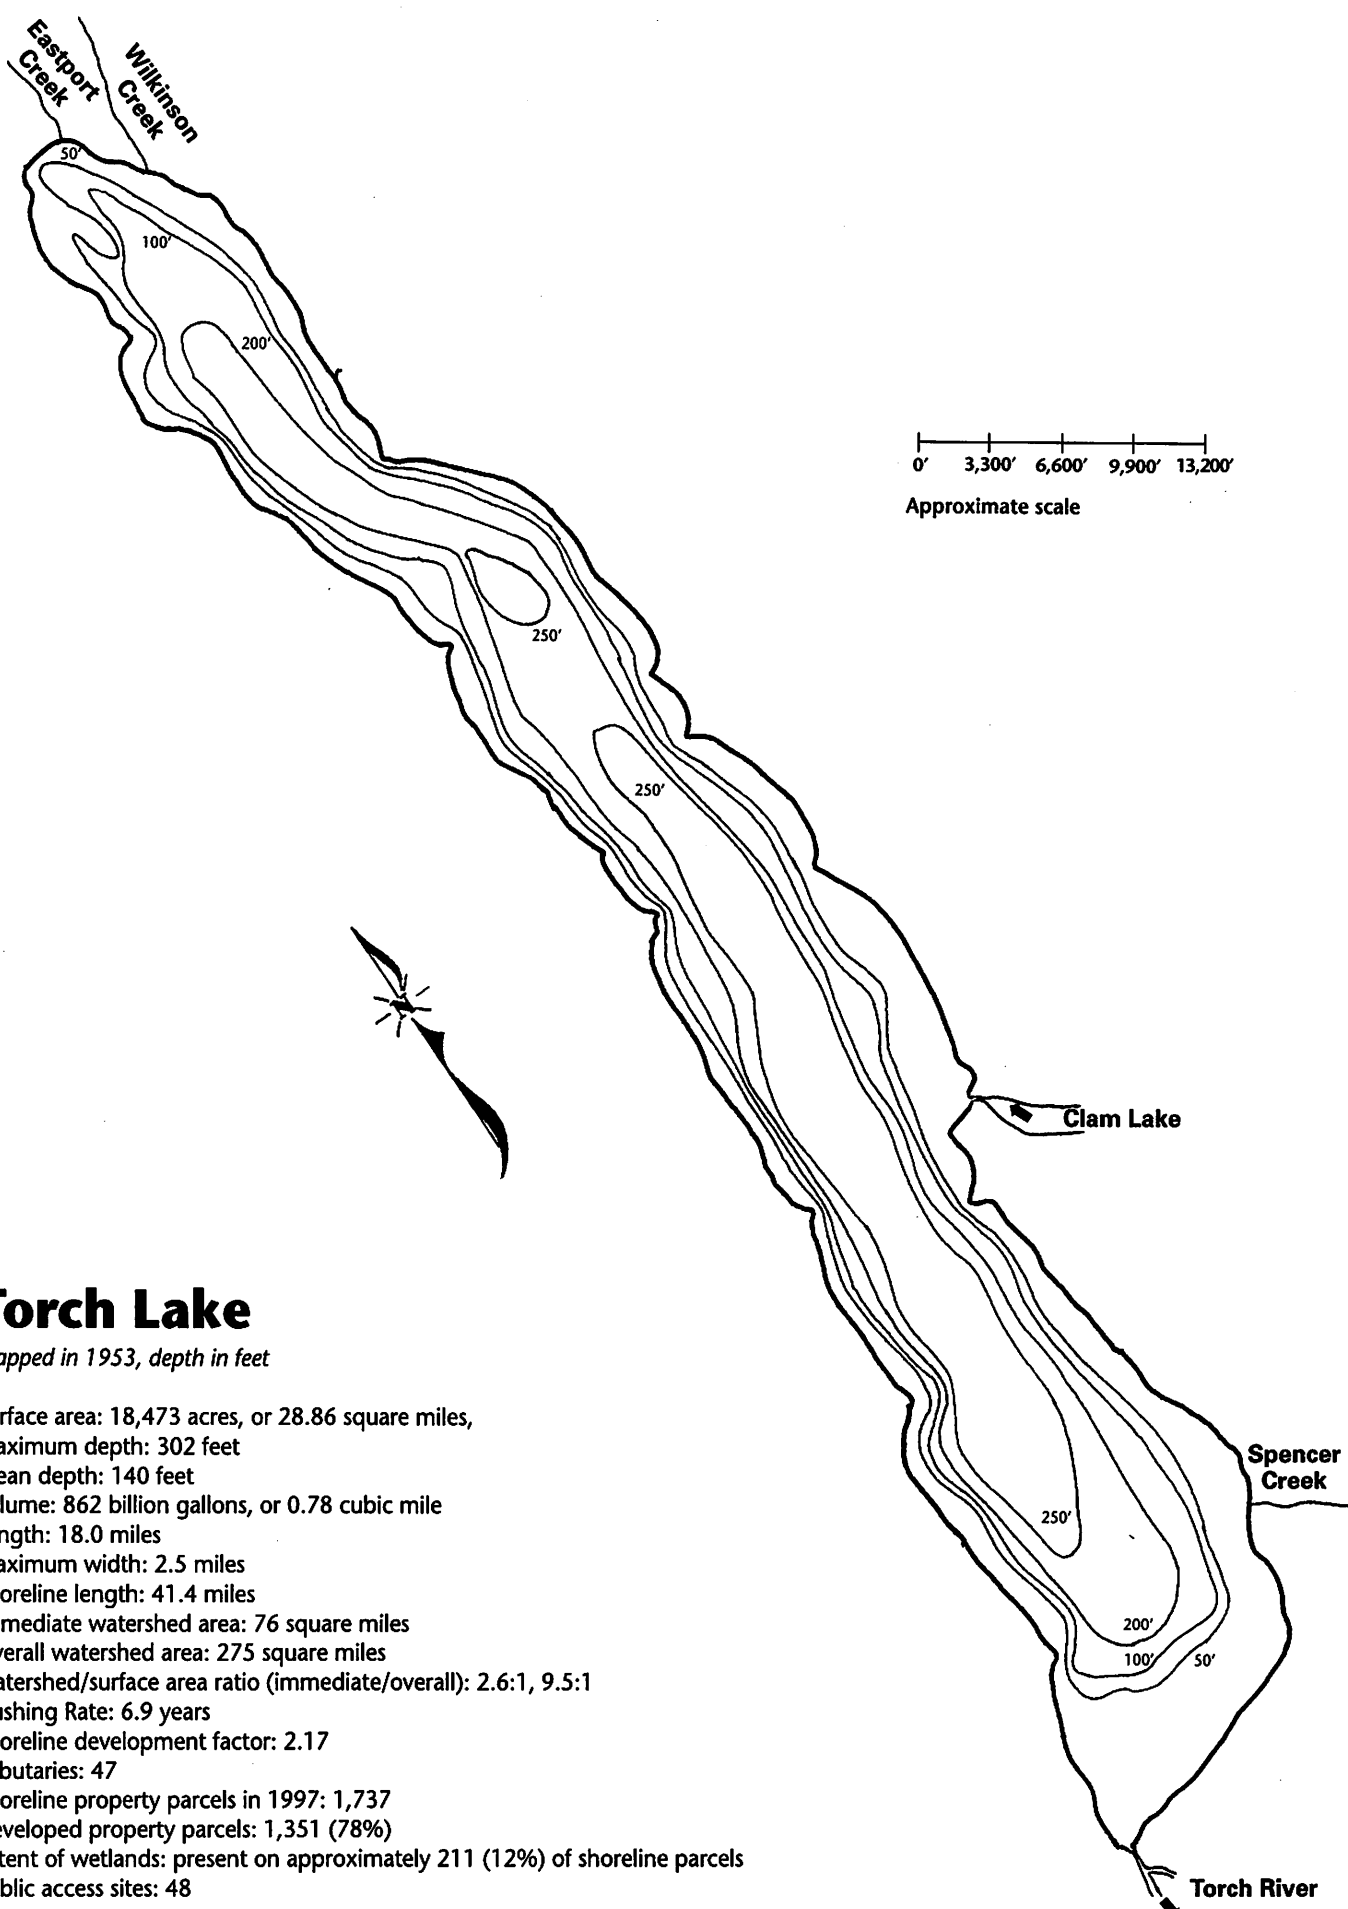 Eastport
Creek
Wilkinson
Creek
50'
100'
200'
0' 3,300' 6,600' 9,900' 13,200'
Approximate scale
250'
250'
Clam Lake
Torch Lake
apped in 1953, depth in feet
rface area: 18,473 acres, or 28.86 square miles,
aximum depth: 302 feet
ean depth: 140 feet
lume: 862 billion gallons, or 0.78 cubic mile
ngth: 18.0 miles
aximum width: 2.5 miles
oreline length: 41.4 miles
mediate watershed area: 76 square miles
verall watershed area: 275 square miles
atershed/surface area ratio (immediate/overall): 2.6:1, 9.5:1
ushing Rate: 6.9 years
oreline development factor: 2.17
butaries: 47
oreline property parcels in 1997: 1,737
eveloped property parcels: 1,351 (78%)
tent of wetlands: present on approximately 211 (12%) of shoreline parcels
blic access sites: 48
Spencer
Creek
250'
200'
100'
50'
Torch River